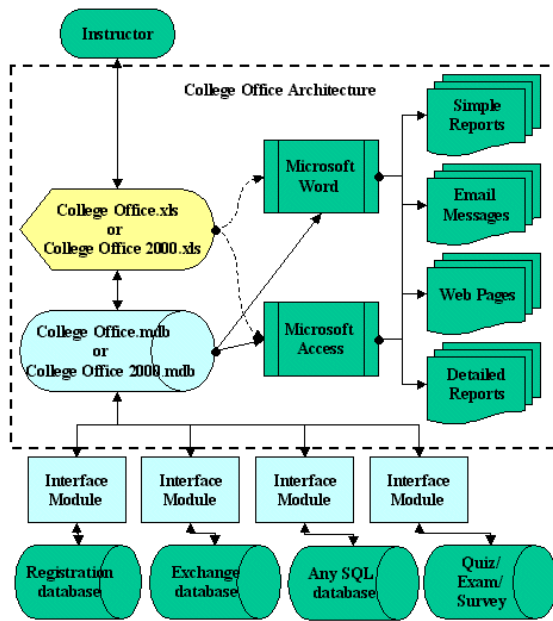 Instructor
College Office Architecture
Simple
Reports
Microsoft
Word
Email
Messages
College Office.xls
or
College Office 2000.xls
Web Pages
College Office.mdb
or
College Office 2000.mdb
Microsoft
Access
Detailed
Reports
Interface
Module
Interface
Module
Interface
Module
Interface
Module
Registration
database
Exchange
database
Any SQL
database
Quiz/
Exam/
Survey